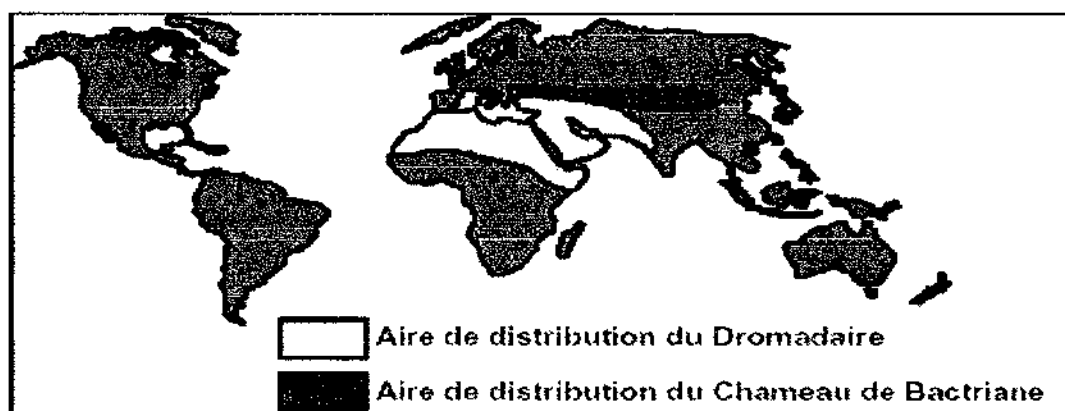 Aire de distribution du Dromadaire
Aire de distribution du Chameau de Bactriane